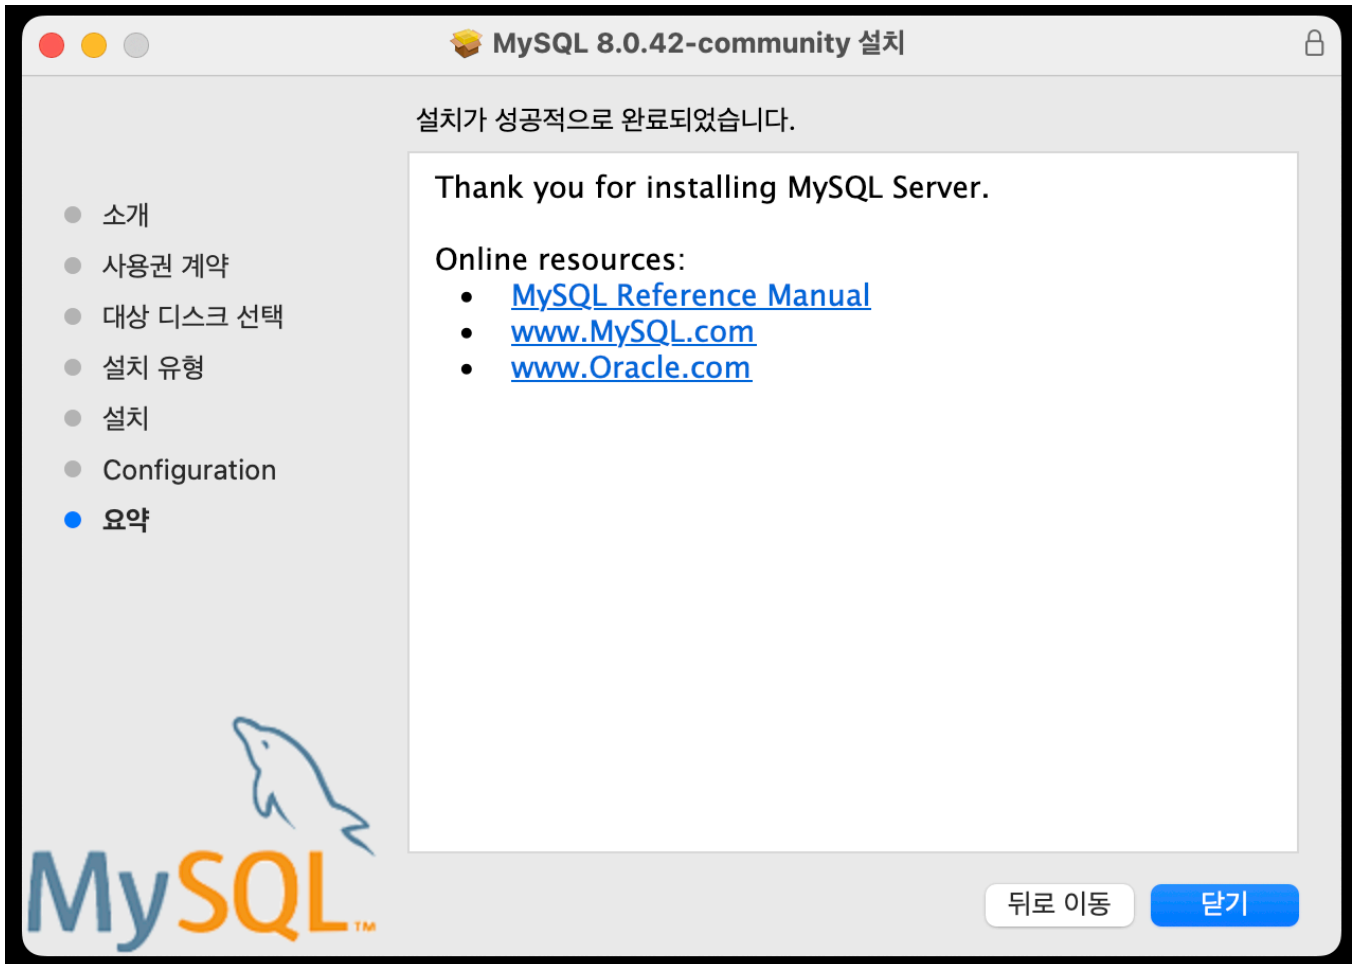 MySQL 8.0.42-community 설치
설치가 성공적으로 완료되었습니다.
소개
사용권 계약
대상 디스크 선택
설치 유형
설치
Configuration
요약
Thank you for installing MySQL Server.
Online resources:
• MySQL Reference Manual
• www.MySQL.com
• www.Oracle.com
MySQL™
뒤로 이동
닫기